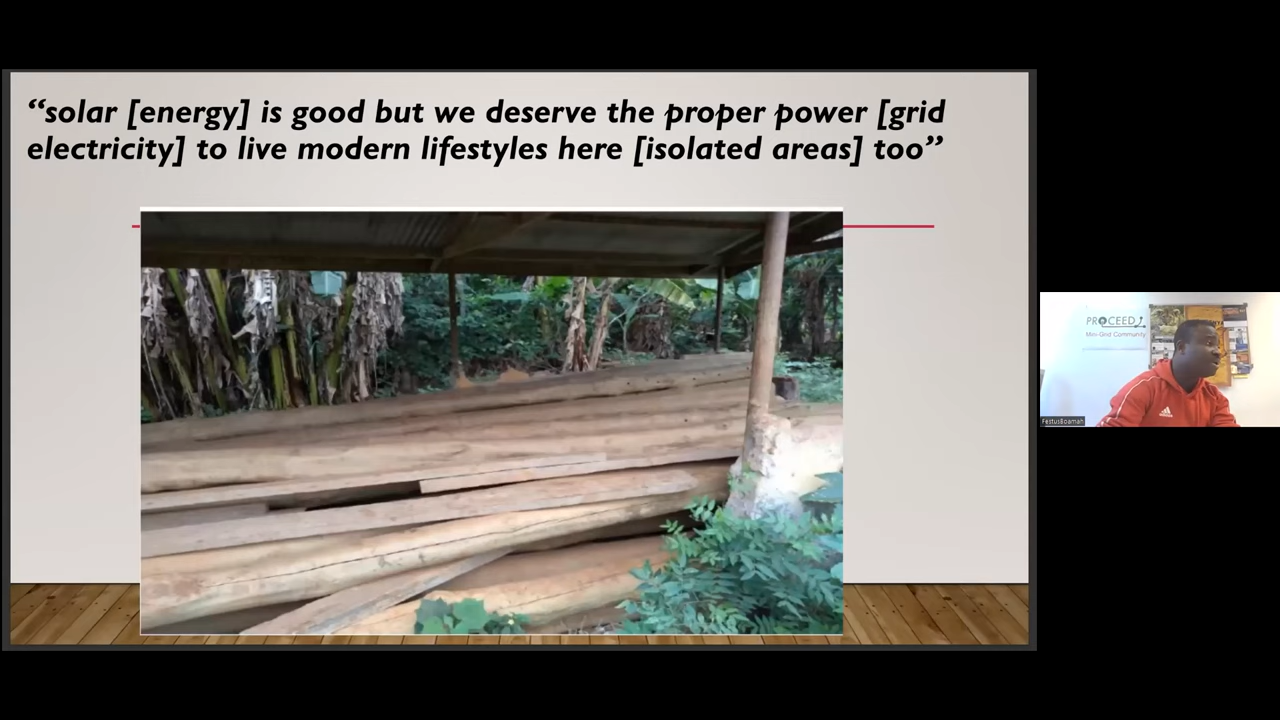 “solar [energy] is good but we deserve the proper power [grid
electricity] to live modern lifestyles here [isolated areas] too”
PROCEED
Mini-Grid Community
FestusBoamah